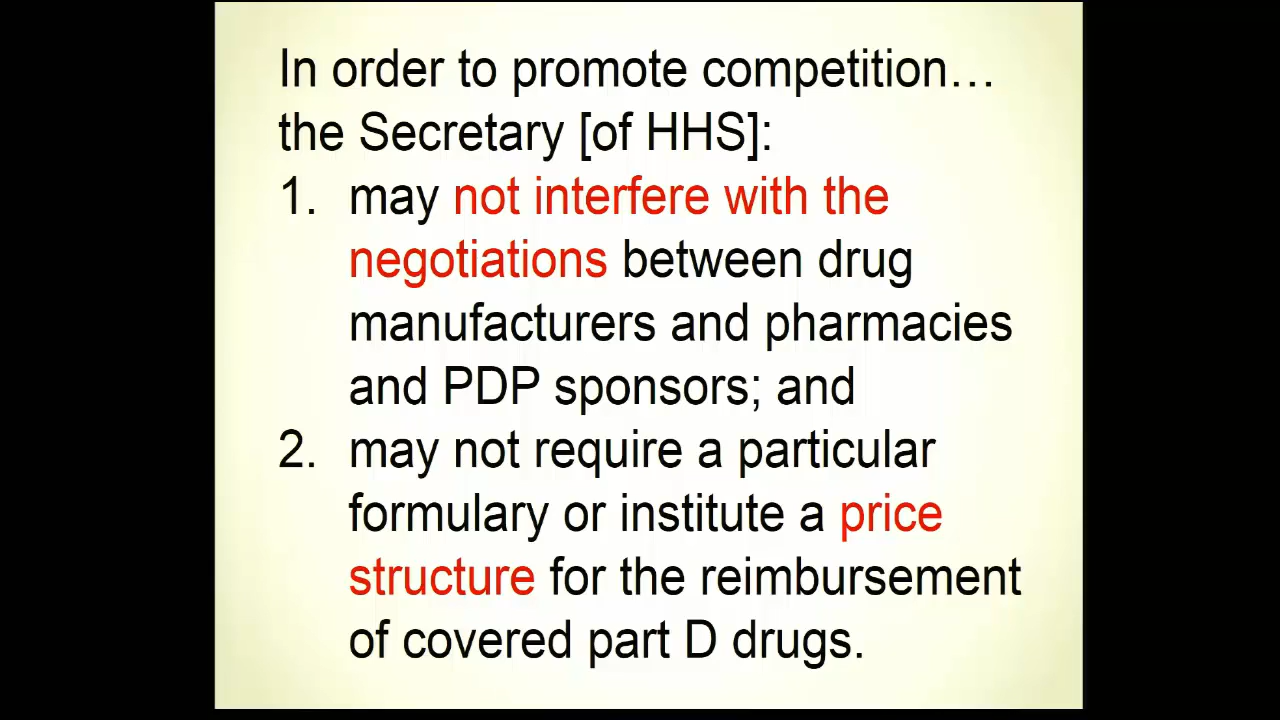 In order to promote competition…
the Secretary [of HHS]:
1. may not interfere with the
negotiations between drug
manufacturers and pharmacies
and PDP sponsors; and
2. may not require a particular
formulary or institute a price
structure for the reimbursement
of covered part D drugs.